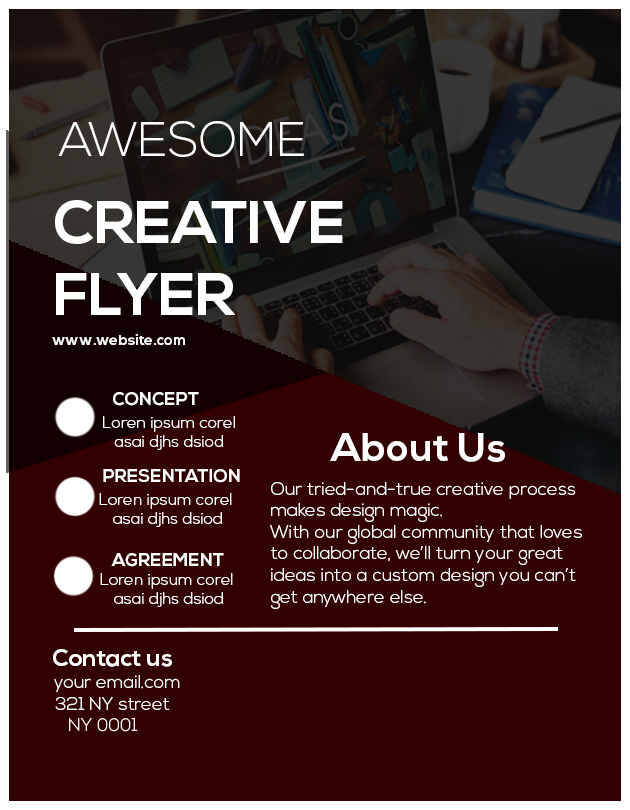 IDEAS
AWESOME
CREATIVE
FLYER
www.website.com
CONCEPT
Loren ipsum corel
asai djhs dsiod
PRESENTATION
Loren ipsum corel
asai djhs dsiod
AGREEMENT
Loren ipsum corel
asai djhs dsiod
About Us
Our tried-and-true creative process
makes design magic.
With our global community that loves
to collaborate, we’ll turn your great
ideas into a custom design you can’t
get anywhere else.
Contact us
your email.com
321 NY street
NY 0001